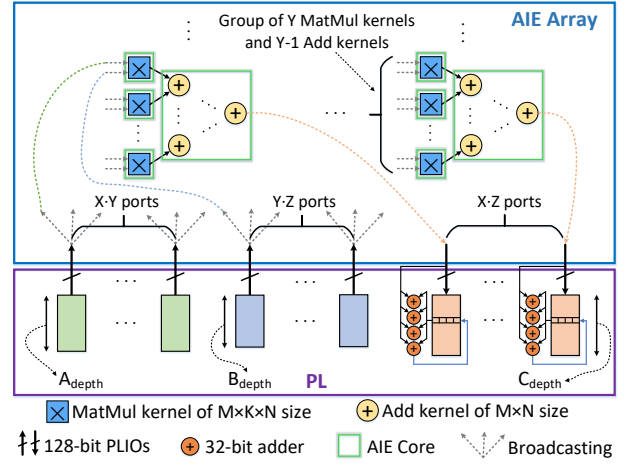 Group of Y MatMul kernels
and Y-1 Add kernels
AIE Array
X·Y ports
Y·Z ports
X·Z ports
A_depth
B_depth
PL
C_depth
MatMul kernel of M×K×N size
Add kernel of M×N size
128-bit PLIOs
32-bit adder
AIE Core
Broadcasting